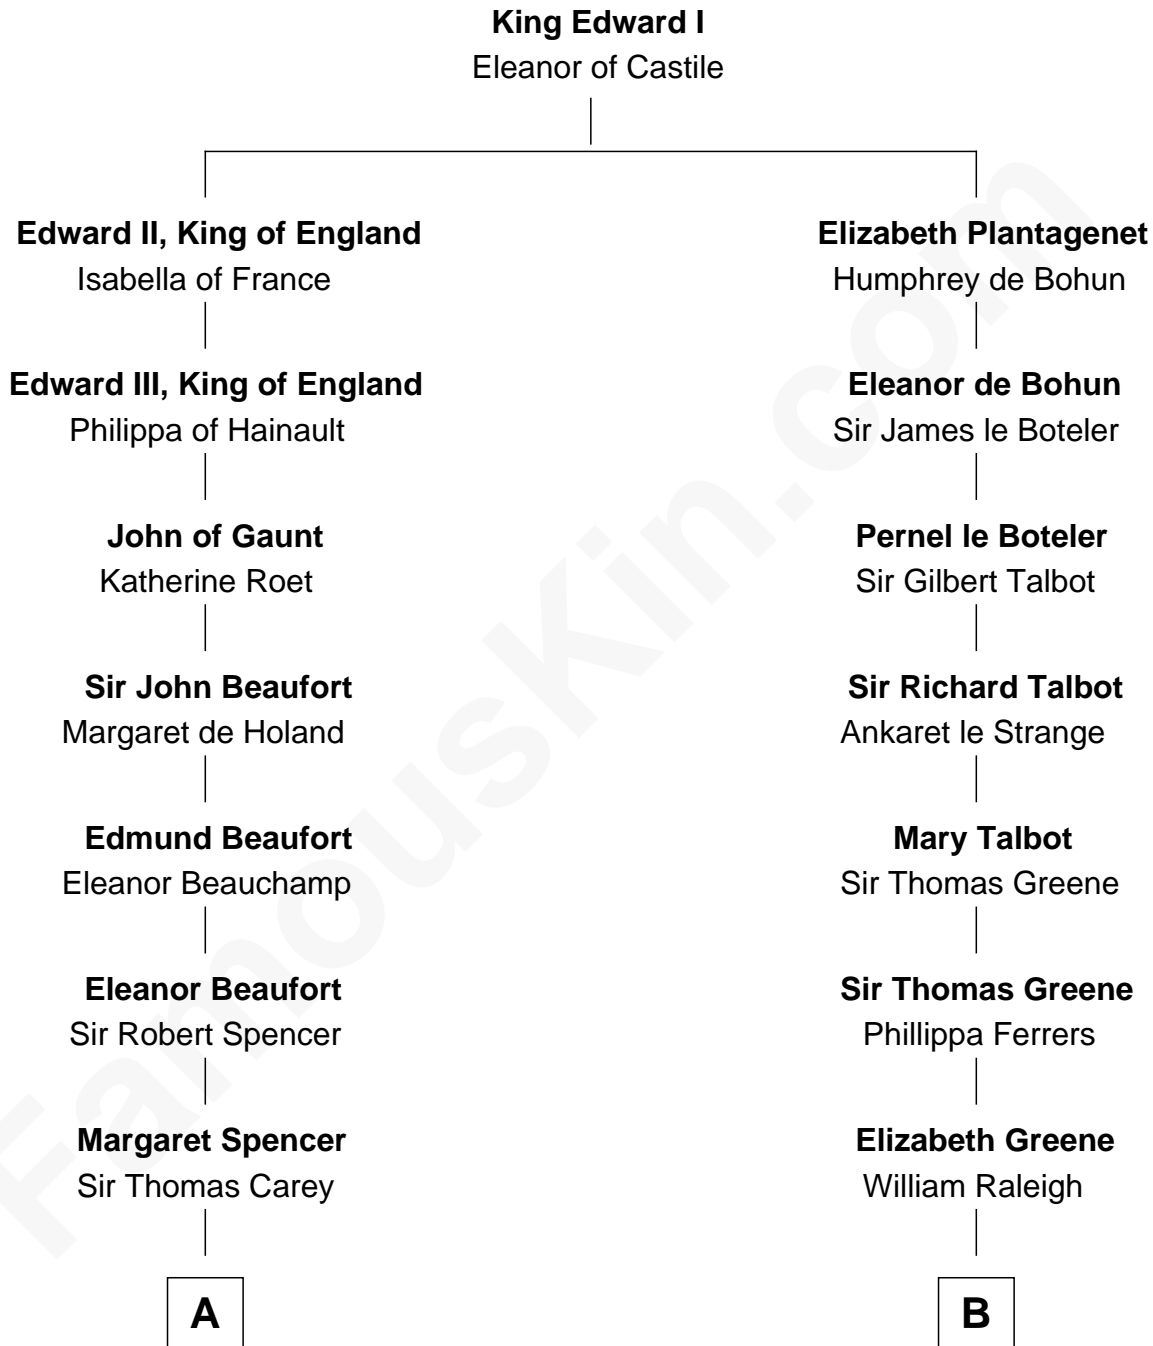 King Edward I
Eleanor of Castile
Edward II, King of England
Isabella of France
Elizabeth Plantagenet
Humphrey de Bohun
Edward III, King of England
Philippa of Hainault
Eleanor de Bohun
Sir James le Boteler
John of Gaunt
Katherine Roet
Pernel le Boteler
Sir Gilbert Talbot
Sir John Beaufort
Margaret de Holand
Sir Richard Talbot
Ankaret le Strange
Edmund Beaufort
Eleanor Beauchamp
Mary Talbot
Sir Thomas Greene
Eleanor Beaufort
Sir Robert Spencer
Sir Thomas Greene
Phillippa Ferrers
Margaret Spencer
Sir Thomas Carey
Elizabeth Greene
William Raleigh
A
B
FamousKin.com